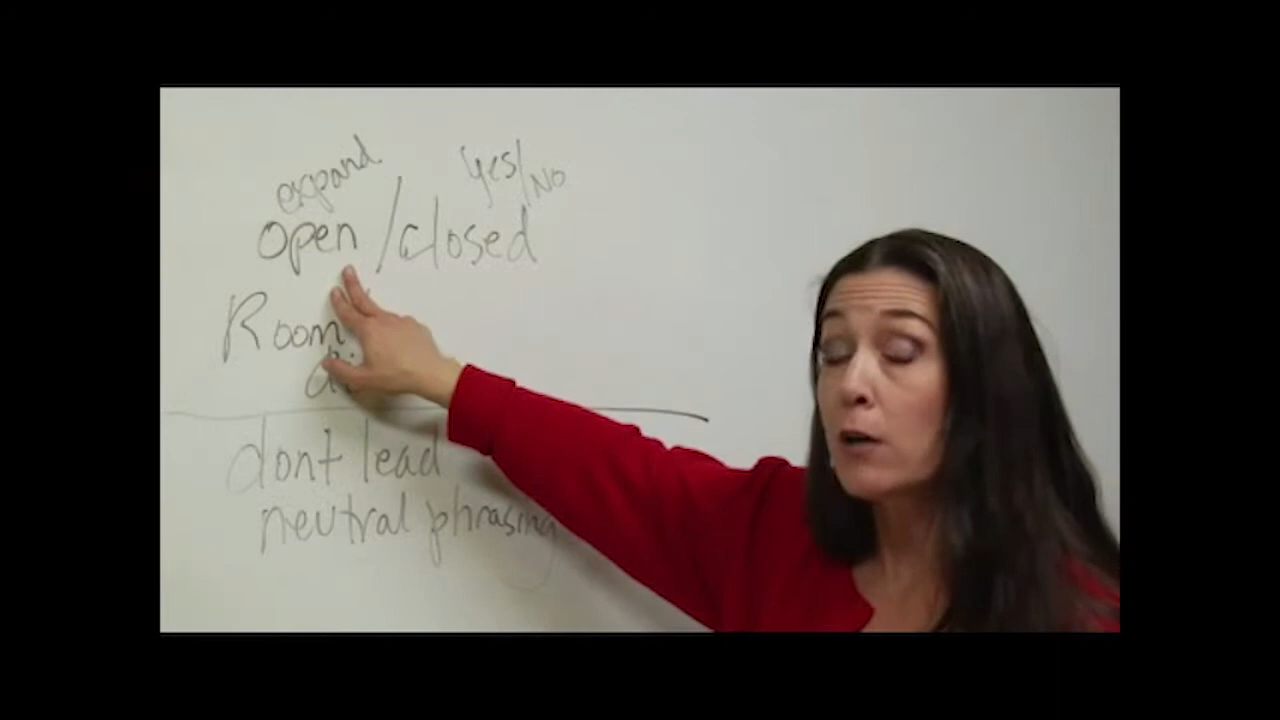 expand yes/No
open/closed
Room
dont lead
neutral phrasing